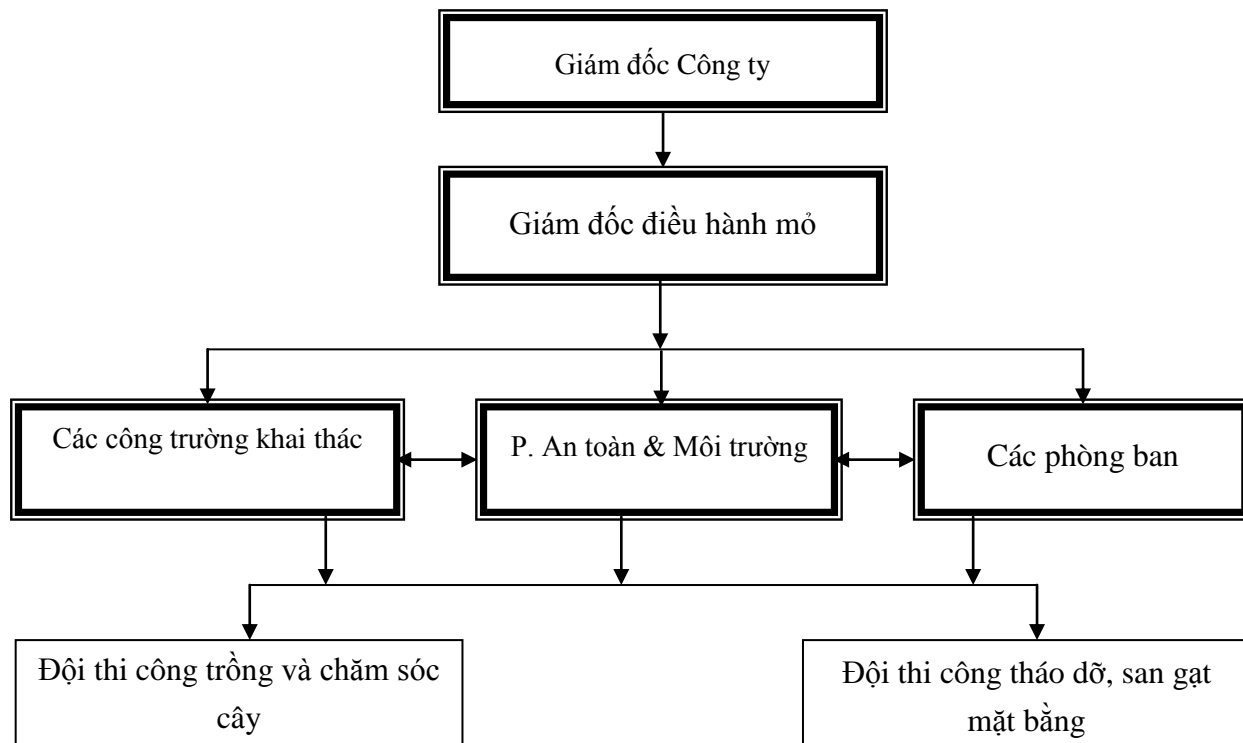 Giám đốc Công ty
Giám đốc điều hành mỏ
Các công trường khai thác
P. An toàn & Môi trường
Các phòng ban
Đội thi công trồng và chăm sóc
cây
Đội thi công tháo dỡ, san gạt
mặt bằng